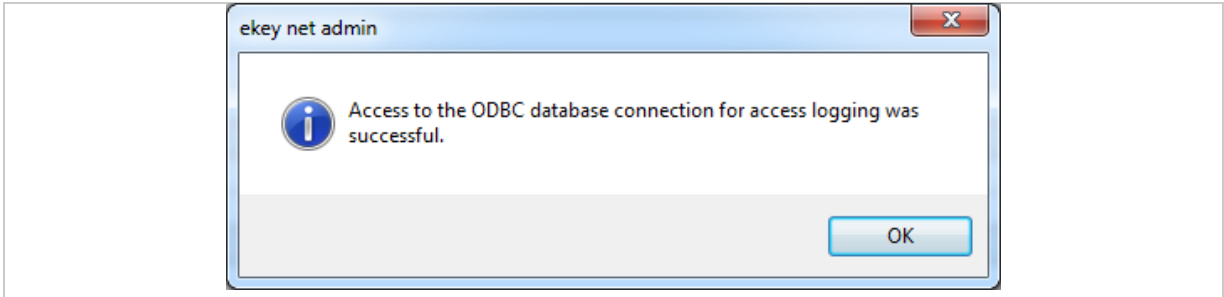 ekey net admin
Access to the ODBC database connection for access logging was
successful.
OK